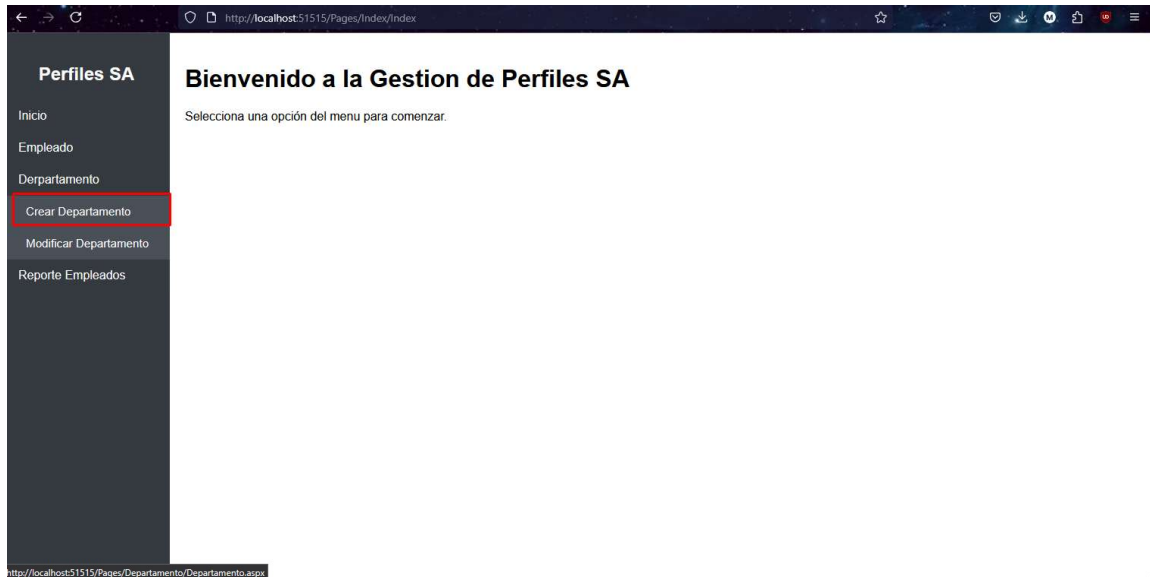 http://localhost:51515/Pages/Index/Index
Perfiles SA
Inicio
Empleado
Derpartamento
Crear Departamento
Modificar Departamento
Reporte Empleados
Bienvenido a la Gestion de Perfiles SA
Selecciona una opción del menu para comenzar.
http://localhost:51515/Pages/Departamento/Departamento.aspx